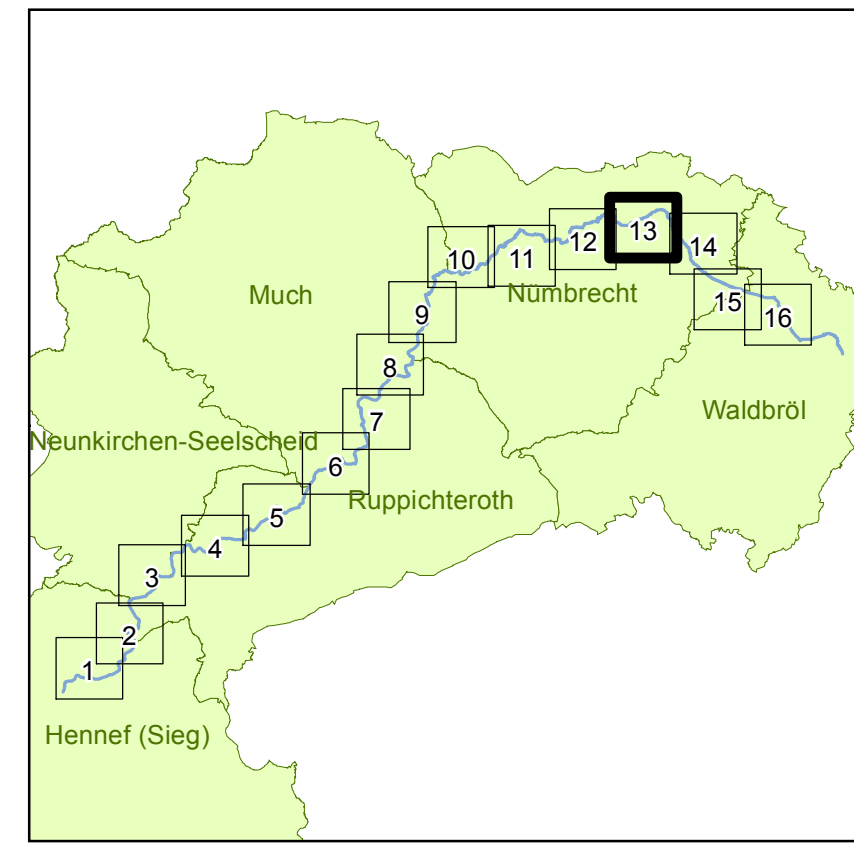 13
12
14
10
11
Much
Nümbrecht
15
9
16
8
Waldbröl
7
Neunkirchen-Seelscheid
6
Ruppichteroth
5
4
3
2
1
Hennef (Sieg)